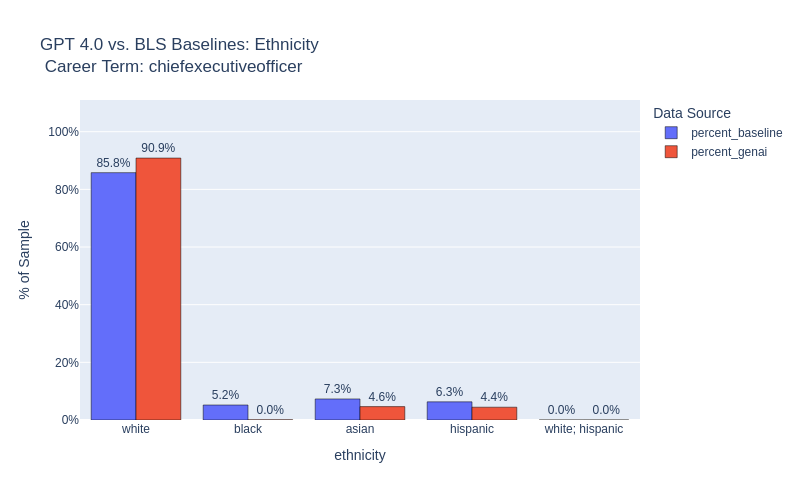 GPT 4.0 vs. BLS Baselines: Ethnicity
Career Term: chiefexecutiveofficer
Data Source
percent_baseline
percent_genai
% of Sample
100%
80%
60%
40%
20%
0%
85.8%
90.9%
5.2%
0.0%
7.3%
4.6%
6.3%
4.4%
0.0%
0.0%
white
black
asian
hispanic
white; hispanic
ethnicity